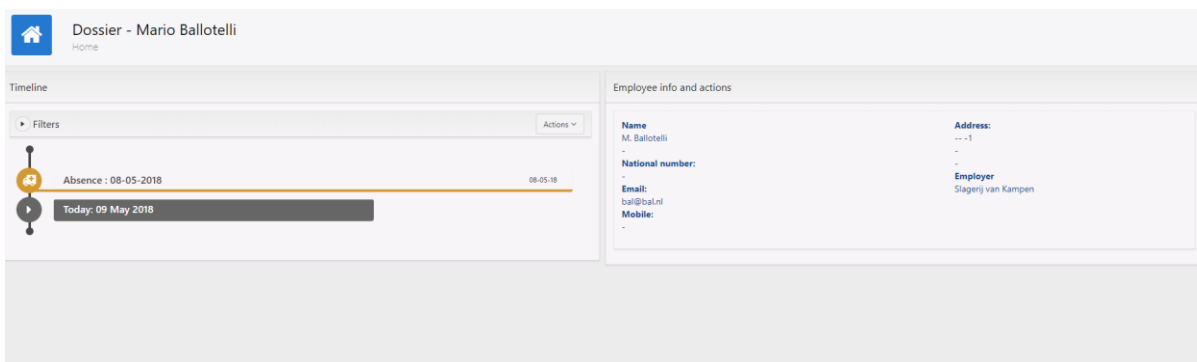 Dossier - Mario Ballotelli
Home
Timeline
Filters
Actions
Absence : 08-05-2018
08-05-18
Today: 09 May 2018
Employee info and actions
Name
M. Ballotelli
-
National number:
-
Email:
bal@bal.nl
Mobile:
-
Address:
-- -1
-
-
Employer
Slagerij van Kampen